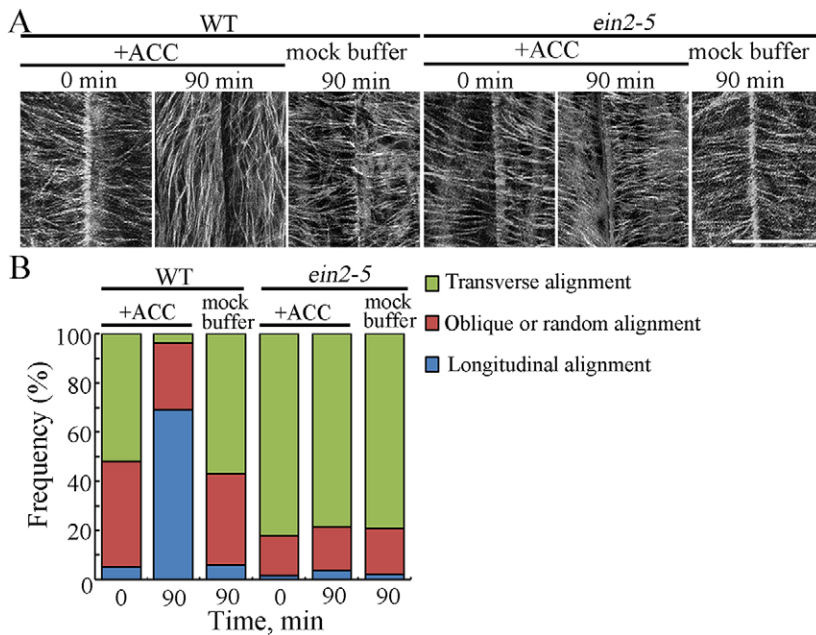 A
WT
ein2-5
+ACC
mock buffer
+ACC
mock buffer
0 min
90 min
90 min
0 min
90 min
90 min
B
WT
ein2-5
+ACC
mock
buffer
+ACC
mock
buffer
Transverse alignment
Oblique or random alignment
Longitudinal alignment
Frequency (%)
100
80
60
40
20
0
0
90
90
0
90
90
Time, min